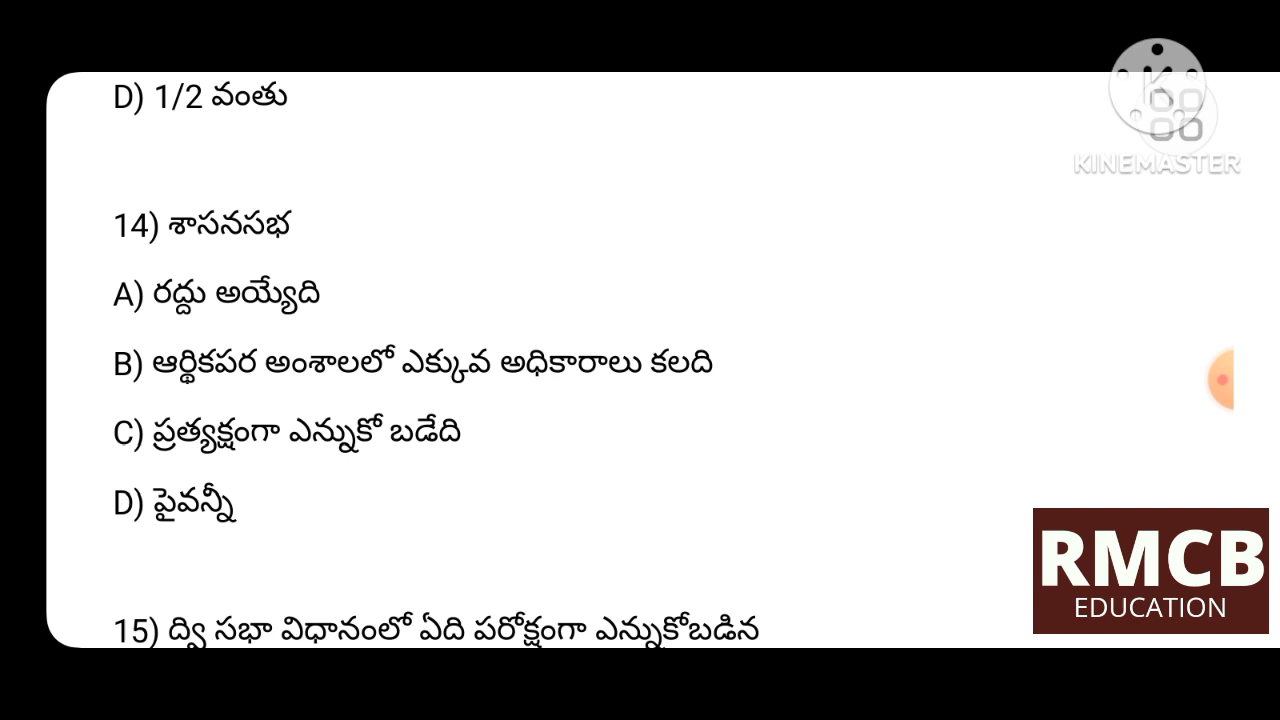 D) 1/2 వంతు
KINEMASTER
14) శాసనసభ
A) రద్దు అయ్యేది
B) ఆర్థికపర అంశాలలో ఎక్కువ అధికారాలు కలది
C) ప్రత్యక్షంగా ఎన్నుకో బడేది
D) పైవన్నీ
RMCB
EDUCATION
15) ద్వి సభా విధానంలో ఏది పరోక్షంగా ఎన్నుకోబడిన